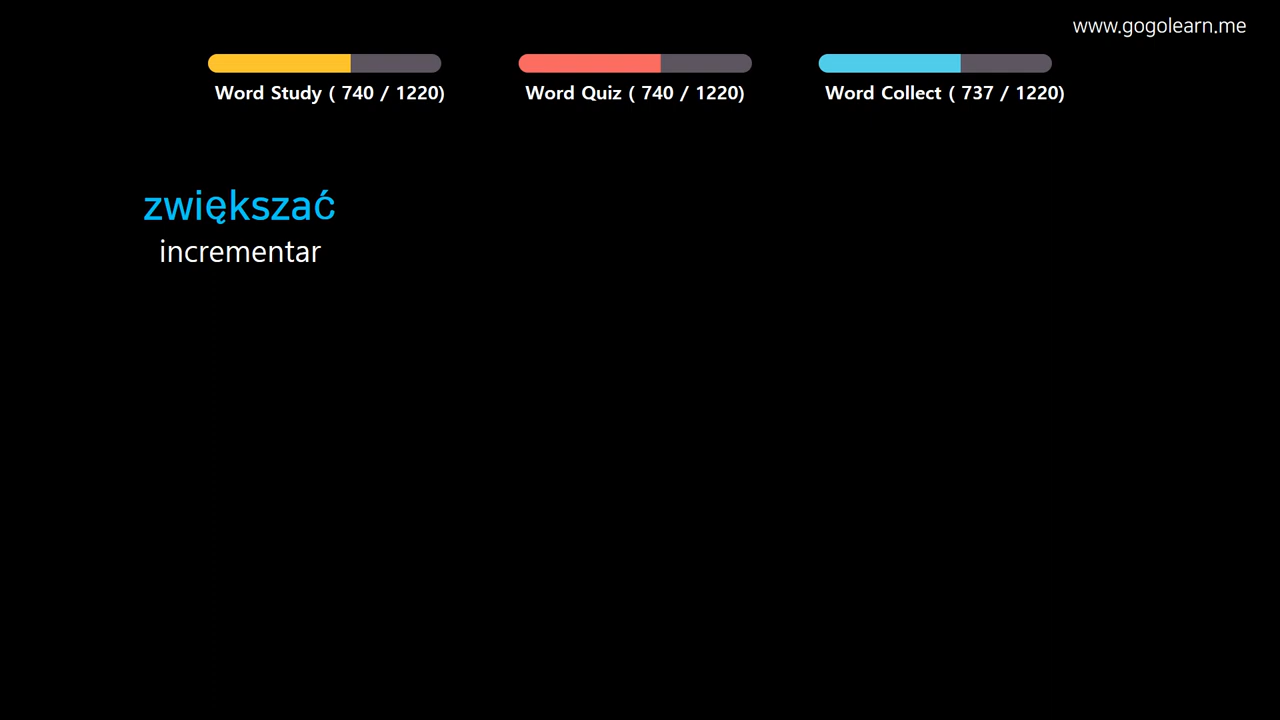 www.gogolearn.me
Word Study ( 740 / 1220)
Word Quiz ( 740 / 1220)
Word Collect ( 737 / 1220)
zwiększać
incrementar